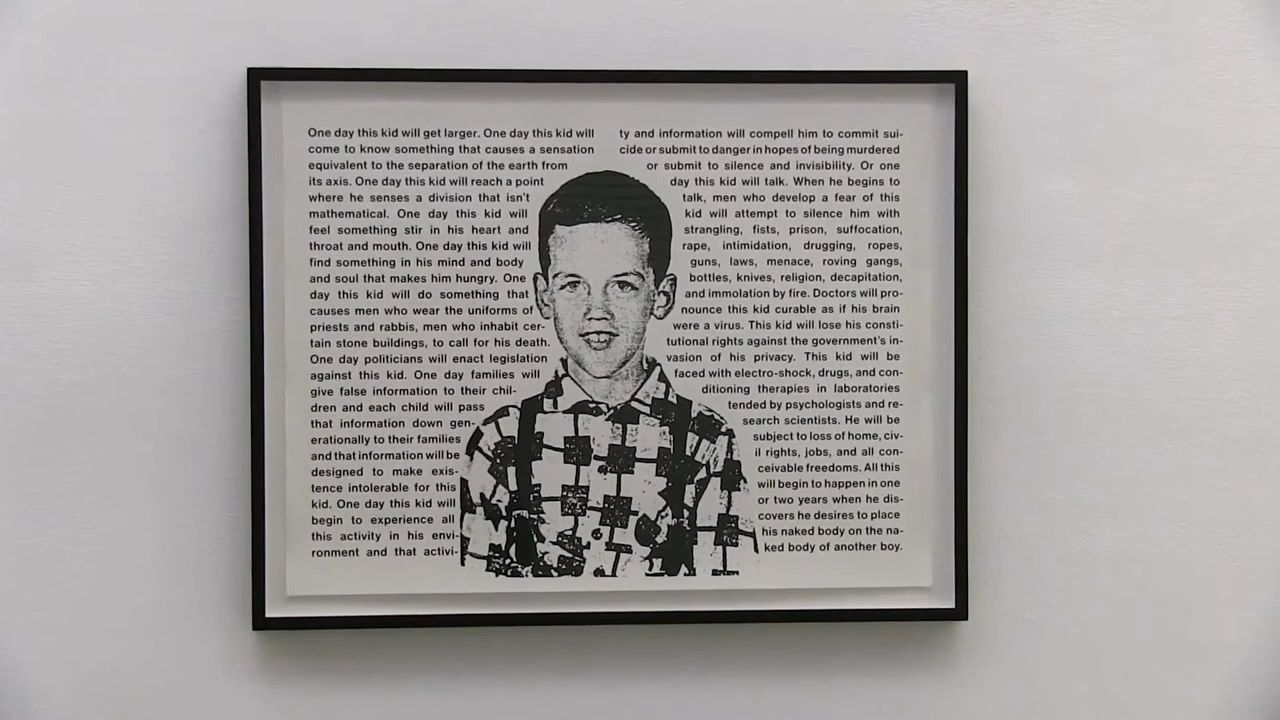 One day this kid will get larger. One day this kid will
come to know something that causes a sensation
equivalent to the separation of the earth from
its axis. One day this kid will reach a point
where he senses a division that isn't
mathematical. One day this kid will
feel something stir in his heart and
throat and mouth. One day this kid will
find something in his mind and body
and soul that makes him hungry. One
day this kid will do something that
causes men who wear the uniforms of
priests and rabbis, men who inhabit cer-
tain stone buildings, to call for his death.
One day politicians will enact legislation
against this kid. One day families will
give false information to their chil-
dren and each child will pass
that information down gen-
erationally to their families
and that information will be
designed to make exis-
tence intolerable for this
kid. One day this kid will
begin to experience all
this activity in his envi-
ronment and that activi-
ty and information will compell him to commit sui-
cide or submit to danger in hopes of being murdered
or submit to silence and invisibility. Or one
day this kid will talk. When he begins to
talk, men who develop a fear of this
kid will attempt to silence him with
strangling, fists, prison, suffocation,
rape, intimidation, drugging, ropes,
guns, laws, menace, roving gangs,
bottles, knives, religion, decapitation,
and immolation by fire. Doctors will pro-
nounce this kid curable as if his brain
were a virus. This kid will lose his consti-
tutional rights against the government's in-
vasion of his privacy. This kid will be
faced with electro-shock, drugs, and con-
ditioning therapies in laboratories
tended by psychologists and re-
search scientists. He will be
subject to loss of home, civ-
il rights, jobs, and all con-
ceivable freedoms. All this
will begin to happen in one
or two years when he dis-
covers he desires to place
his naked body on the na-
ked body of another boy.